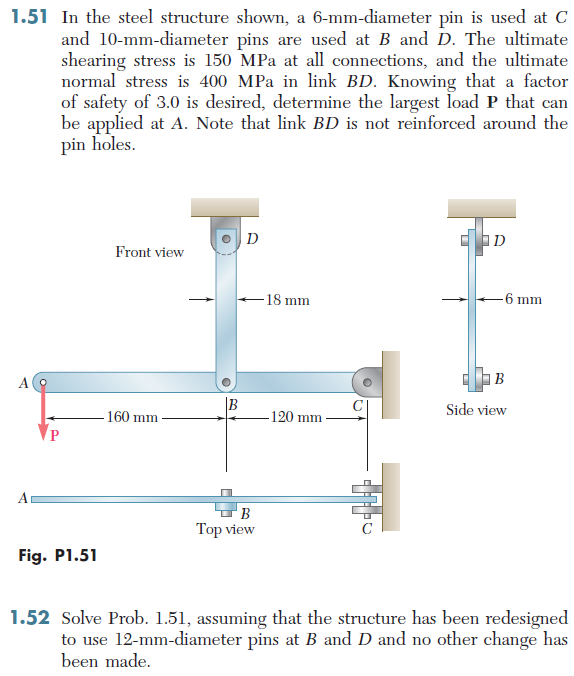 1.51 In the steel structure shown, a 6-mm-diameter pin is used at C
and 10-mm-diameter pins are used at B and D. The ultimate
shearing stress is 150 MPa at all connections, and the ultimate
normal stress is 400 MPa in link BD. Knowing that a factor
of safety of 3.0 is desired, determine the largest load P that can
be applied at A. Note that link BD is not reinforced around the
pin holes.
D
D
Front view
18 mm
6 mm
A
B
B
C
Side view
160 mm
120 mm
P
A
B
Top view
C
Fig. P1.51
1.52 Solve Prob. 1.51, assuming that the structure has been redesigned
to use 12-mm-diameter pins at B and D and no other change has
been made.